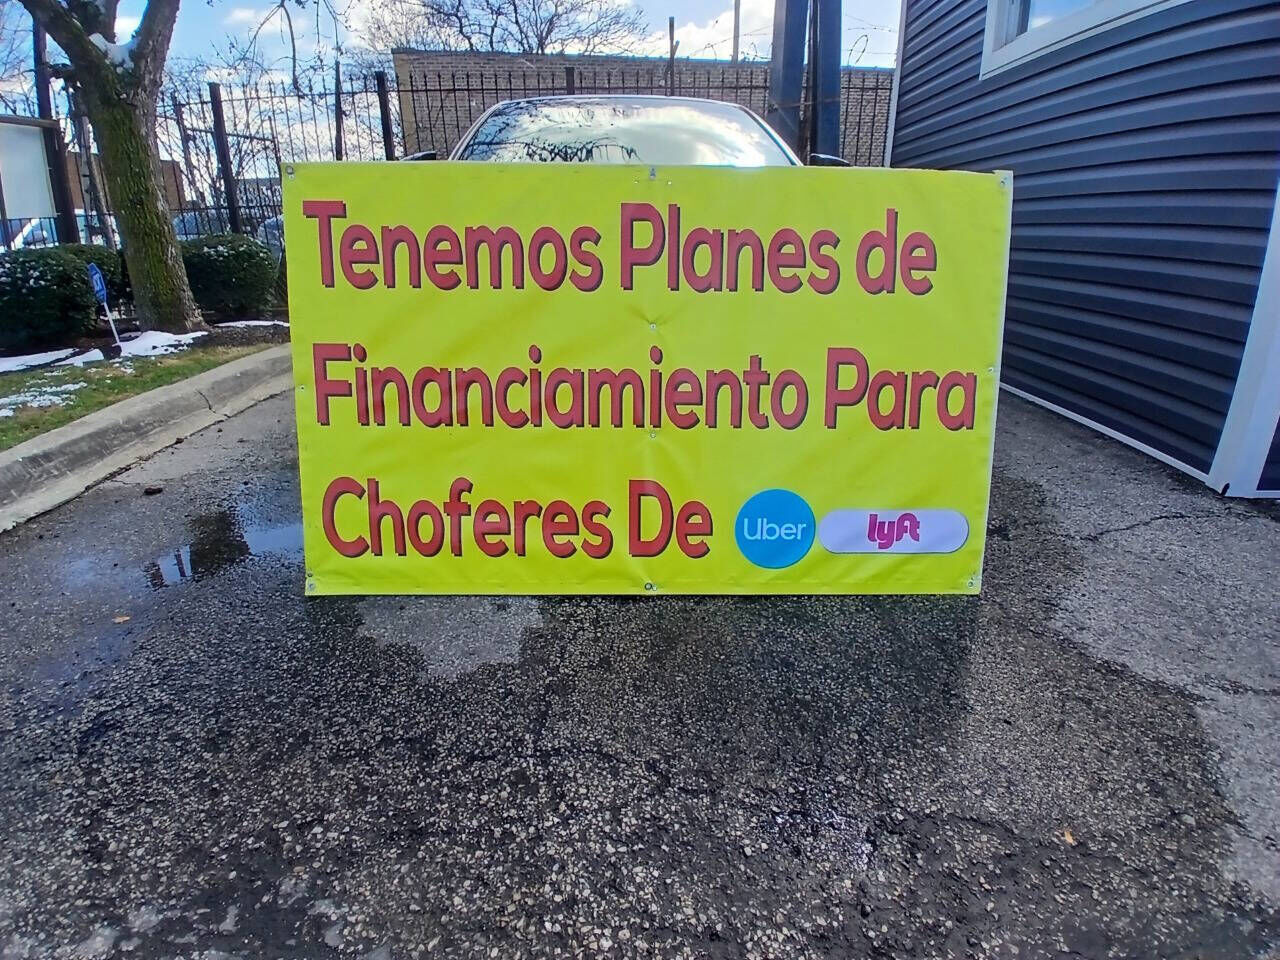 Tenemos Planes de
Financiamiento Para
Choferes De Uber lyft